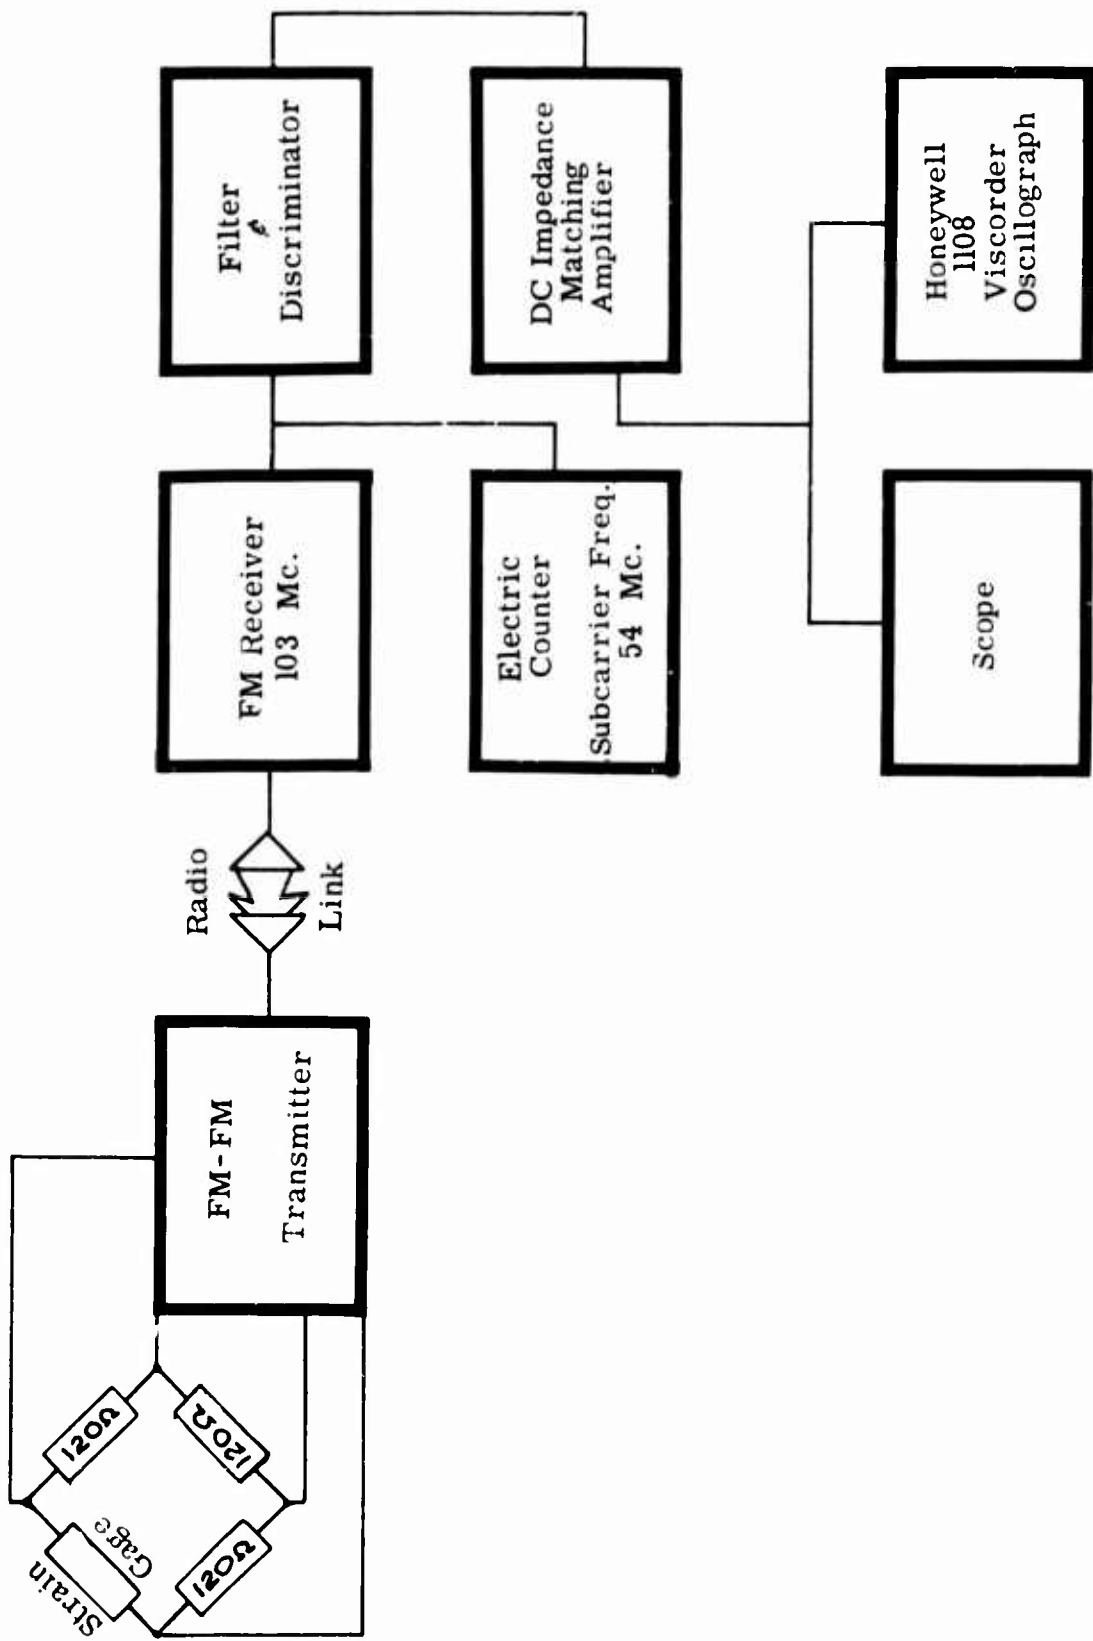 Strain
Gage
120Ω
120Ω
120Ω
FM-FM
Transmitter
Radio
Link
FM Receiver
103 Mc.
Filter
&
Discriminator
Electric
Counter
Subcarrier Freq.
54 Mc.
DC Impedance
Matching
Amplifier
Scope
Honeywell
1108
Viscorder
Oscillograph